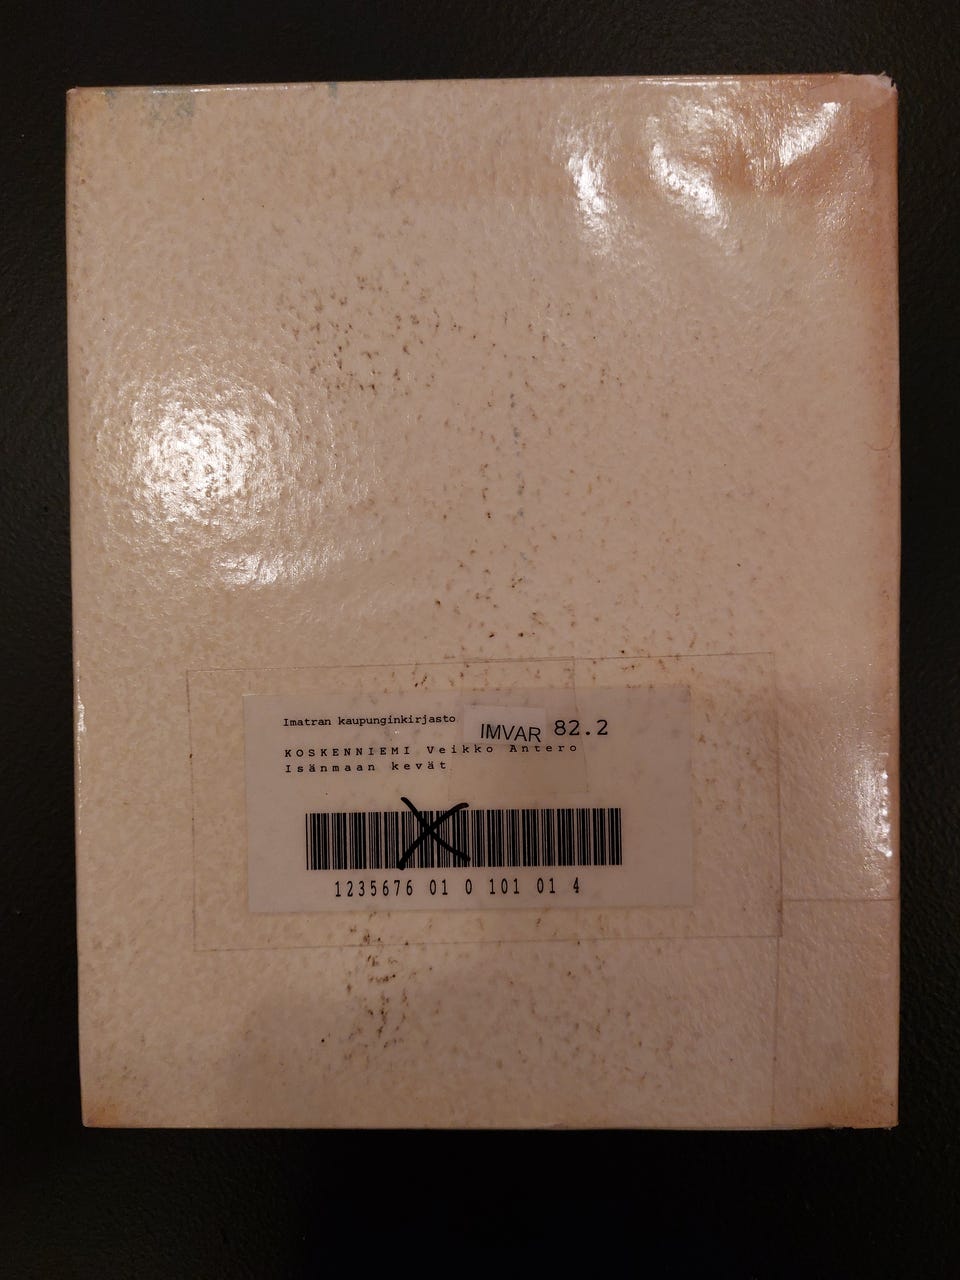 Imatran kaupunginkirjasto IMVAR 82.2
KOSKENNIEMI Veikko Antero
Isänmaan kevät
1235676 01 0 101 01 4